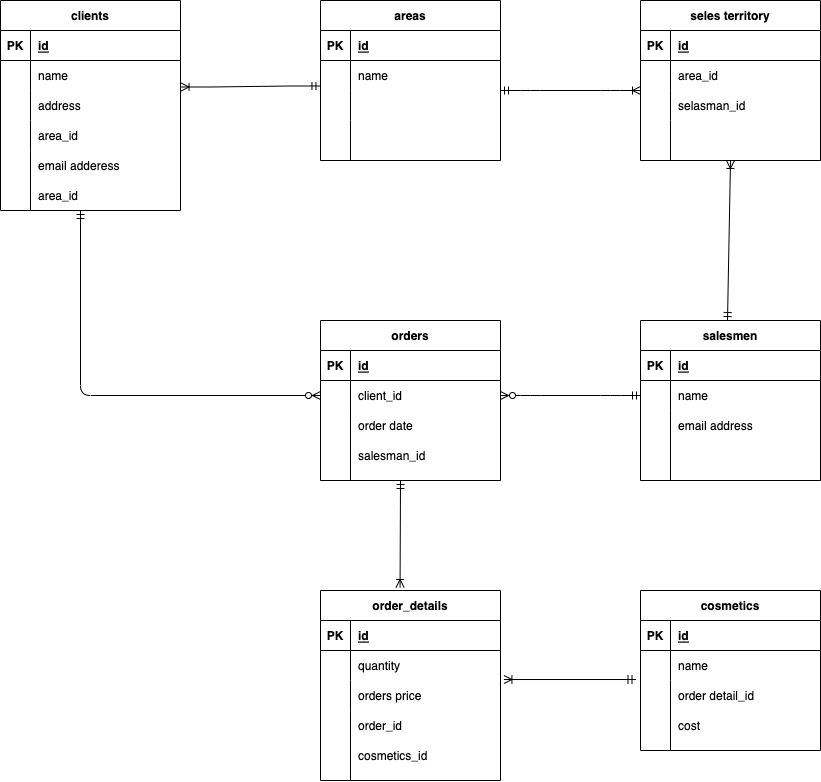 clients
PK id
name
address
area_id
email adderess
area_id
areas
PK id
name
seles territory
PK id
area_id
selasman_id
orders
PK id
client_id
order date
salesman_id
salesmen
PK id
name
email address
order_details
PK id
quantity
orders price
order_id
cosmetics_id
cosmetics
PK id
name
order detail_id
cost